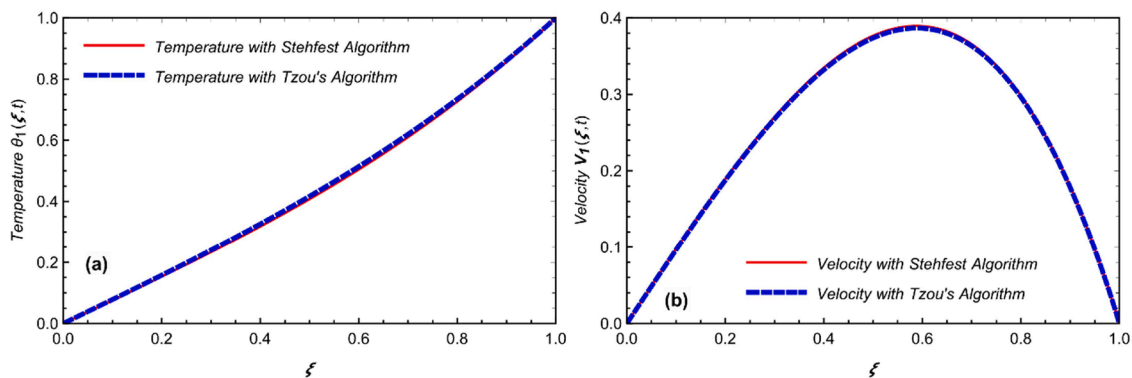 1.0
0.8
0.6
0.4
0.2
0.0
Temperature θ1(ξ,t)
Temperature with Stehfest Algorithm
Temperature with Tzou's Algorithm
(a)
0.0 0.2 0.4 0.6 0.8 1.0
ξ
0.4
0.3
0.2
0.1
0.0
Velocity V1(ξ,t)
Velocity with Stehfest Algorithm
Velocity with Tzou's Algorithm
(b)
0.0 0.2 0.4 0.6 0.8 1.0
ξ